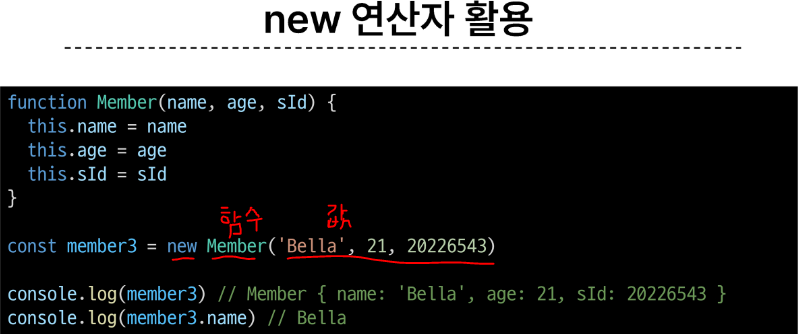 new 연산자 활용
function Member(name, age, sId) {
  this.name = name
  this.age = age
  this.sId = sId
}
함수 값
const member3 = new Member('Bella', 21, 20226543)
console.log(member3) // Member { name: 'Bella', age: 21, sId: 20226543 }
console.log(member3.name) // Bella